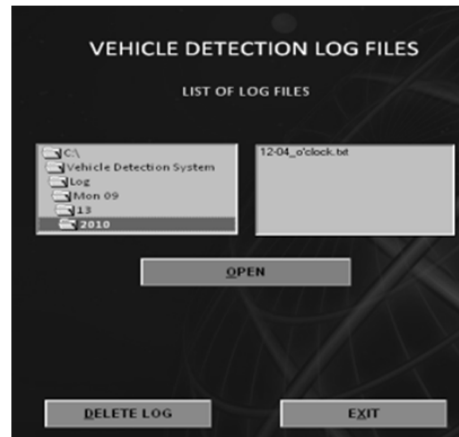 VEHICLE DETECTION LOG FILES
LIST OF LOG FILES
C:\
Vehicle Detection System
Log
Mon 09
13
2010
12-04_o'clock.txt
OPEN
DELETE LOG
EXIT